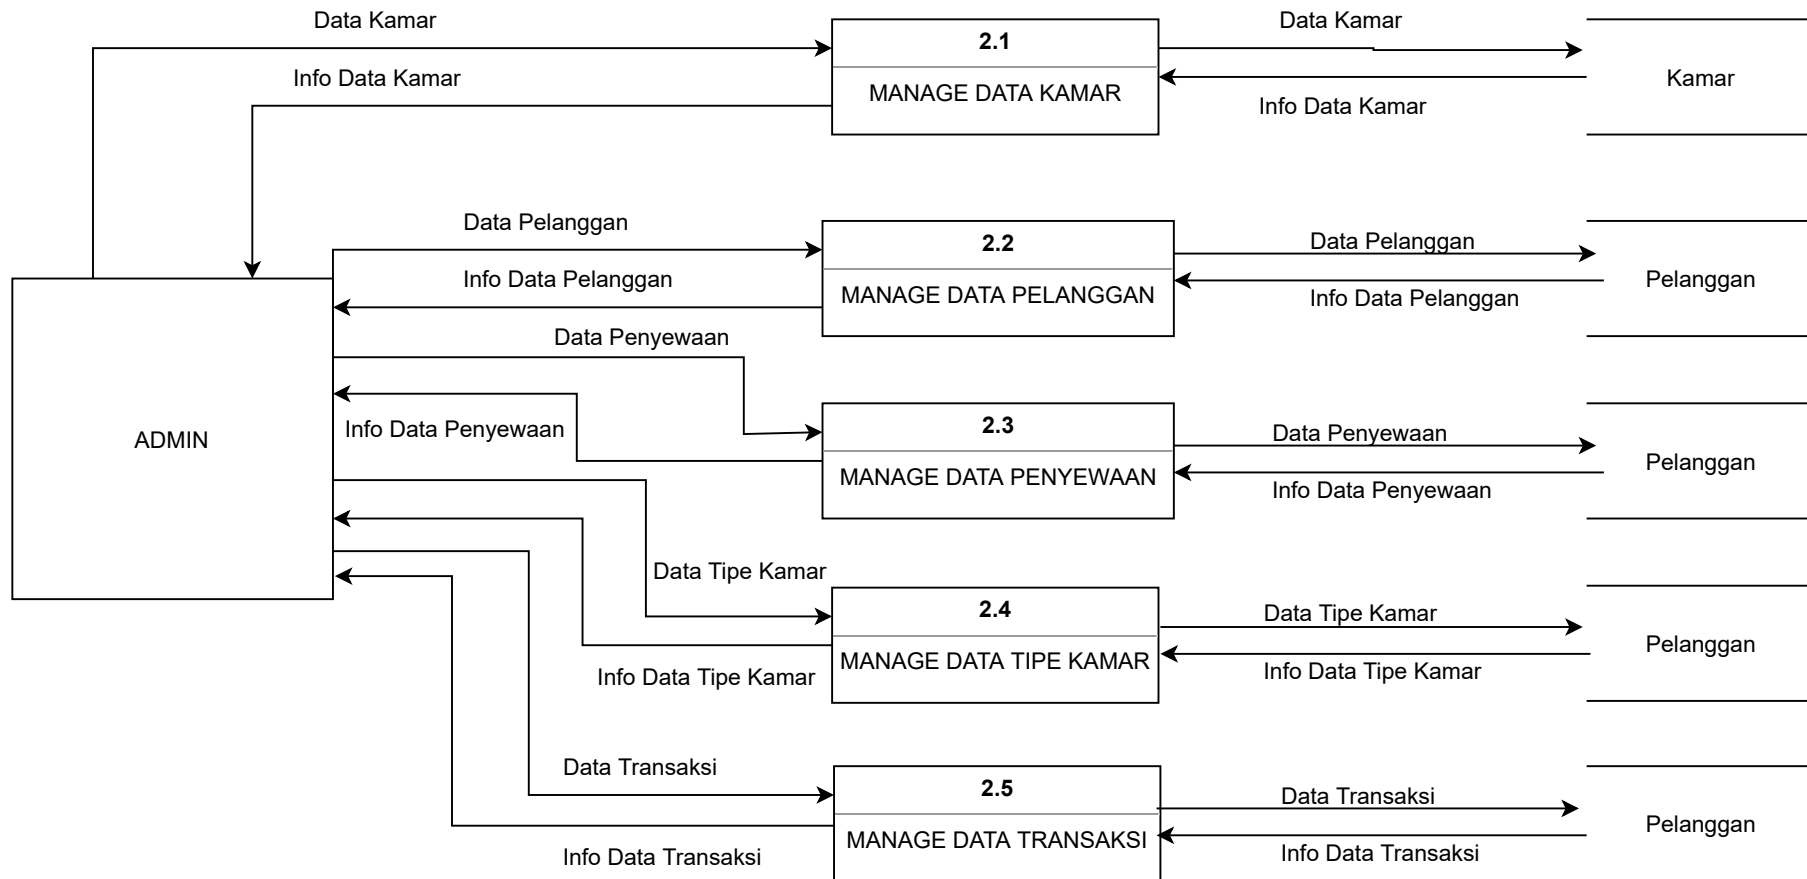 Data Kamar
2.1
Data Kamar
Info Data Kamar
MANAGE DATA KAMAR
Kamar
Info Data Kamar
Data Pelanggan
2.2
Data Pelanggan
Info Data Pelanggan
MANAGE DATA PELANGGAN
Pelanggan
Info Data Pelanggan
Data Penyewaan
ADMIN
Info Data Penyewaan
2.3
Data Penyewaan
MANAGE DATA PENYEWAAN
Pelanggan
Info Data Penyewaan
Data Tipe Kamar
2.4
Data Tipe Kamar
MANAGE DATA TIPE KAMAR
Pelanggan
Info Data Tipe Kamar
Info Data Tipe Kamar
Data Transaksi
2.5
Data Transaksi
MANAGE DATA TRANSAKSI
Pelanggan
Info Data Transaksi
Info Data Transaksi